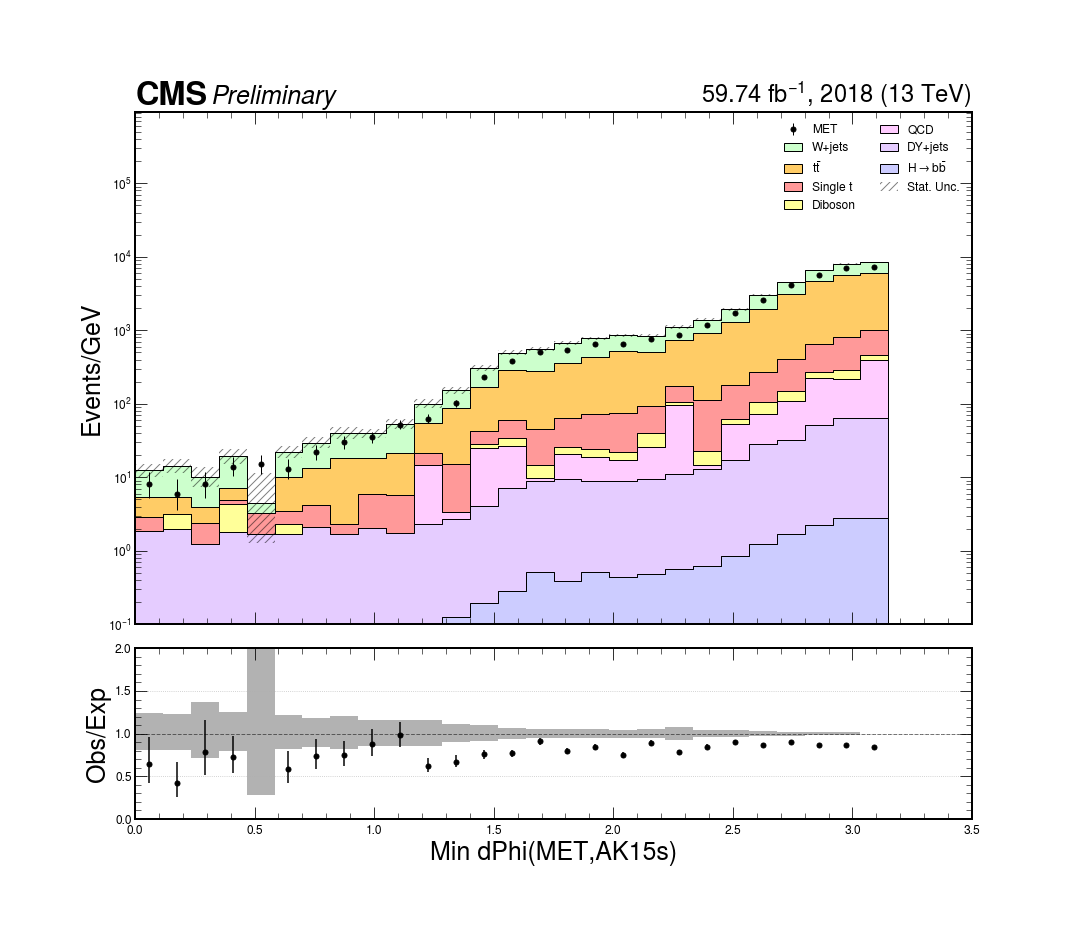 CMS Preliminary 59.74 fb⁻¹, 2018 (13 TeV)
MET QCD
W+jets DY+jets
tt̄ H→bb̄
Single t Stat. Unc.
Diboson
Events/GeV
10⁵
10⁴
10³
10²
10¹
10⁰
10⁻¹
Obs/Exp
2.0
1.5
1.0
0.5
0.0
0.0 0.5 1.0 1.5 2.0 2.5 3.0 3.5
Min dPhi(MET,AK15s)